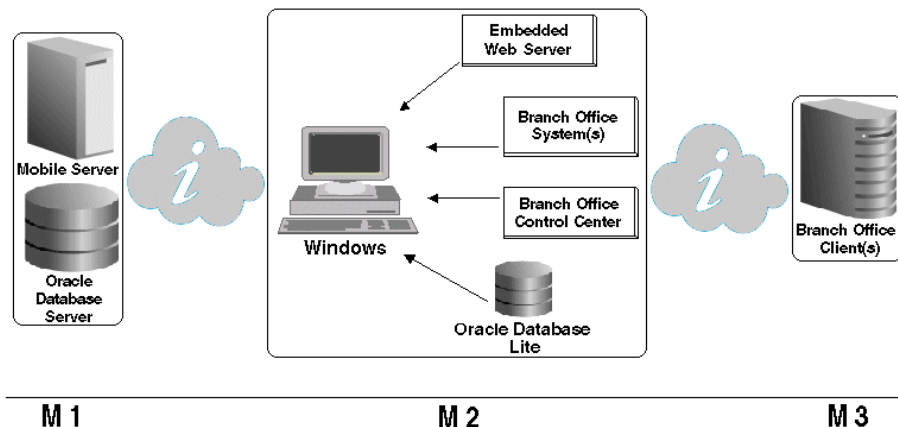 Mobile Server
Oracle
Database
Server
i
Embedded
Web Server
Branch Office
System(s)
Branch Office
Control Center
Windows
Oracle Database
Lite
i
Branch Office
Client(s)
M 1
M 2
M 3